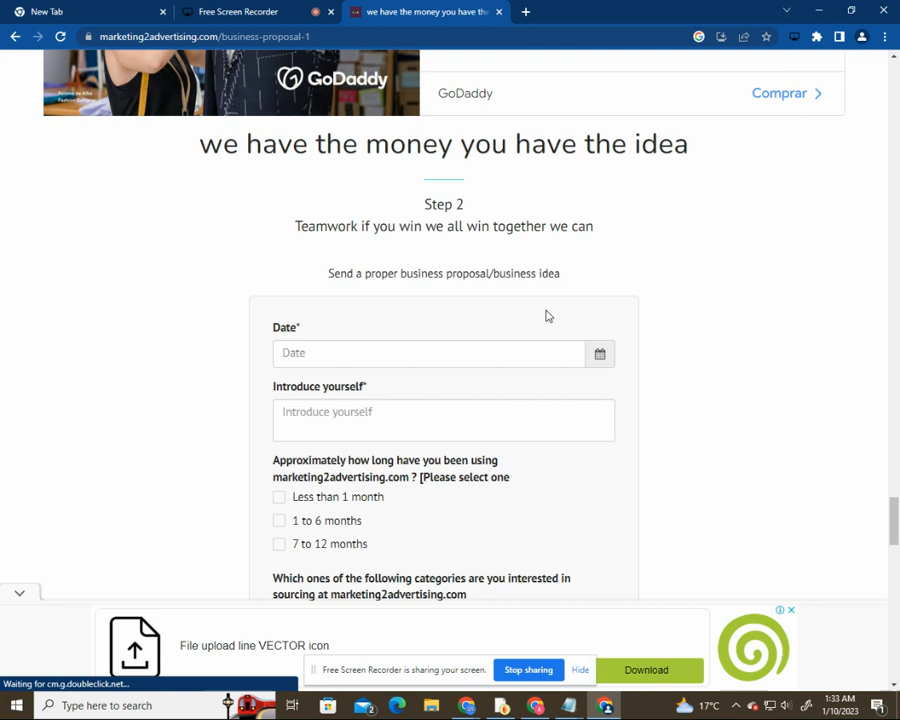 New Tab
Free Screen Recorder
we have the money you have the
marketing2advertising.com/business-proposal-1
GoDaddy
Fashion Designer
GoDaddy
Comprar
we have the money you have the idea
Step 2
Teamwork if you win we all win together we can
Send a proper business proposal/business idea
Date*
Date
Introduce yourself*
Introduce yourself
Approximately how long have you been using
marketing2advertising.com ? [Please select one
Less than 1 month
1 to 6 months
7 to 12 months
Which ones of the following categories are you interested in
sourcing at marketing2advertising.com
File upload line VECTOR icon
Download
Free Screen Recorder is sharing your screen.
Stop sharing
Hide
Waiting for cm.g.doubleclick.net...
Type here to search
2
17°C
1:33 AM
1/10/2023